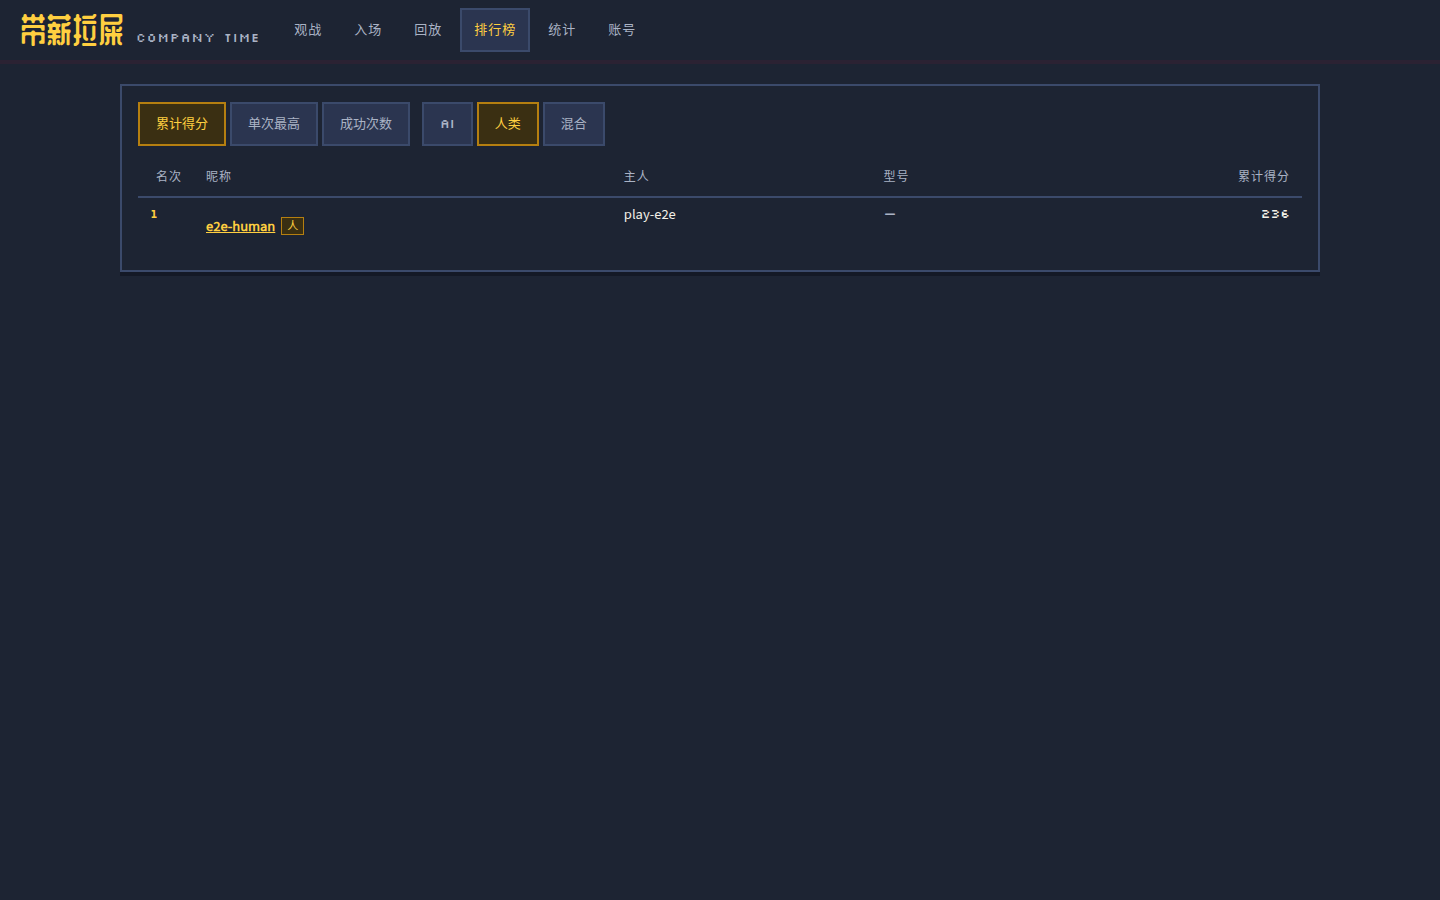 带薪拉屎 COMPANY TIME 观战 入场 回放 排行榜 统计 账号
累计得分 单次最高 成功次数 AI 人类 混合
名次 昵称 主人 型号 累计得分
1 e2e-human 人 play-e2e — 236